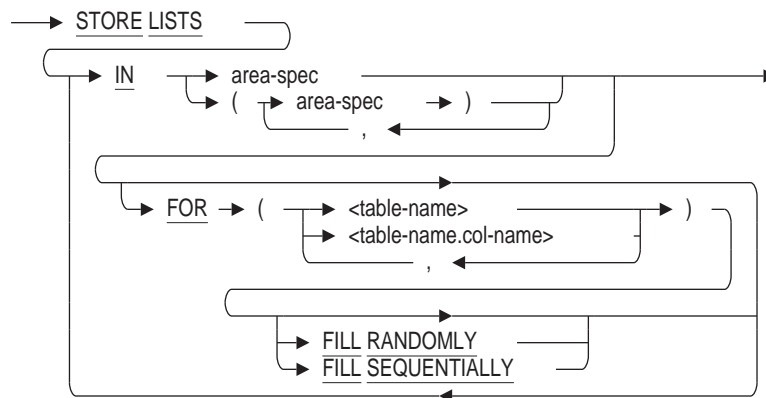 STORE LISTS
IN area-spec
( area-spec )
,
FOR ( <table-name> )
<table-name.col-name>
,
FILL RANDOMLY
FILL SEQUENTIALLY